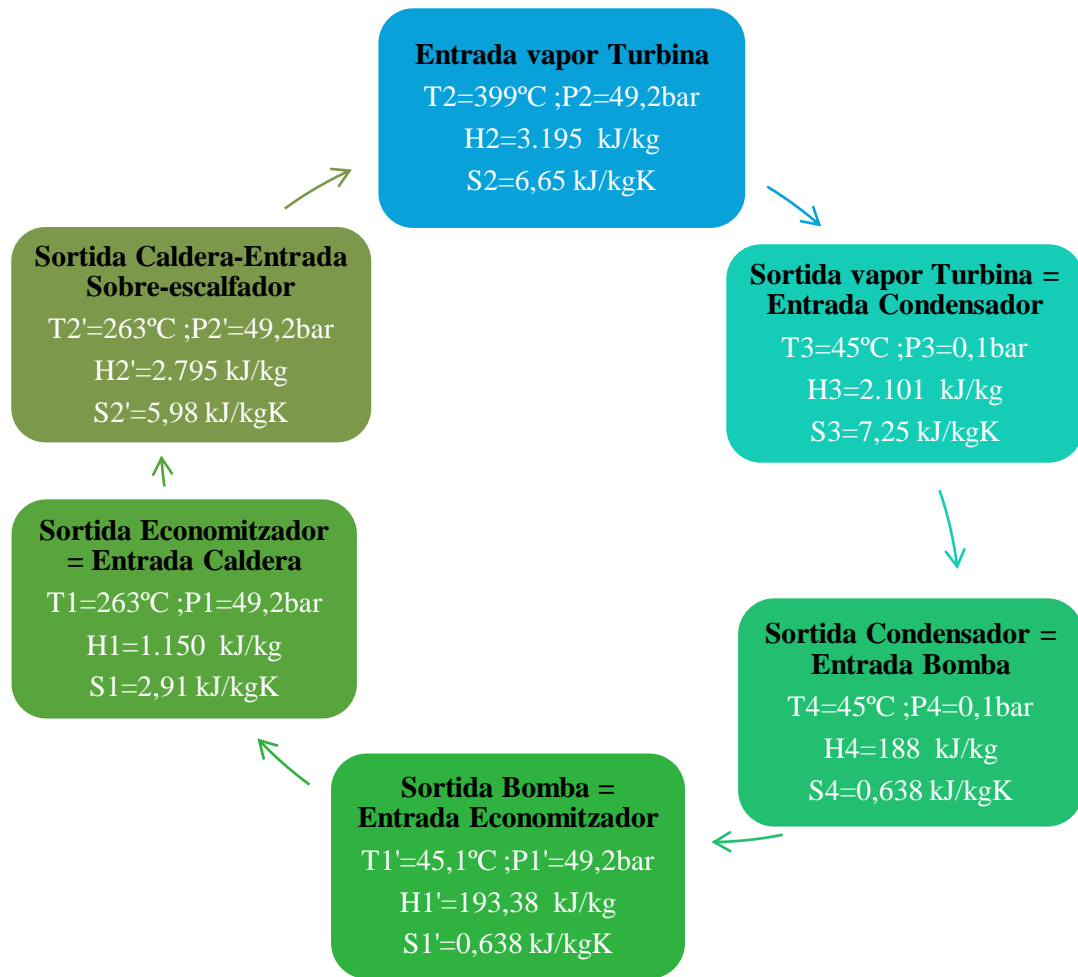 Entrada vapor Turbina
T2=399ºC ;P2=49,2bar
H2=3.195  kJ/kg
S2=6,65 kJ/kgK
Sortida vapor Turbina =
Entrada Condensador
T3=45ºC ;P3=0,1bar
H3=2.101  kJ/kg
S3=7,25 kJ/kgK
Sortida Condensador =
Entrada Bomba
T4=45ºC ;P4=0,1bar
H4=188  kJ/kg
S4=0,638 kJ/kgK
Sortida Bomba =
Entrada Economitzador
T1'=45,1ºC ;P1'=49,2bar
H1'=193,38  kJ/kg
S1'=0,638 kJ/kgK
Sortida Economitzador
= Entrada Caldera
T1=263ºC ;P1=49,2bar
H1=1.150  kJ/kg
S1=2,91 kJ/kgK
Sortida Caldera-Entrada
Sobre-escalfador
T2'=263ºC ;P2'=49,2bar
H2'=2.795 kJ/kg
S2'=5,98 kJ/kgK